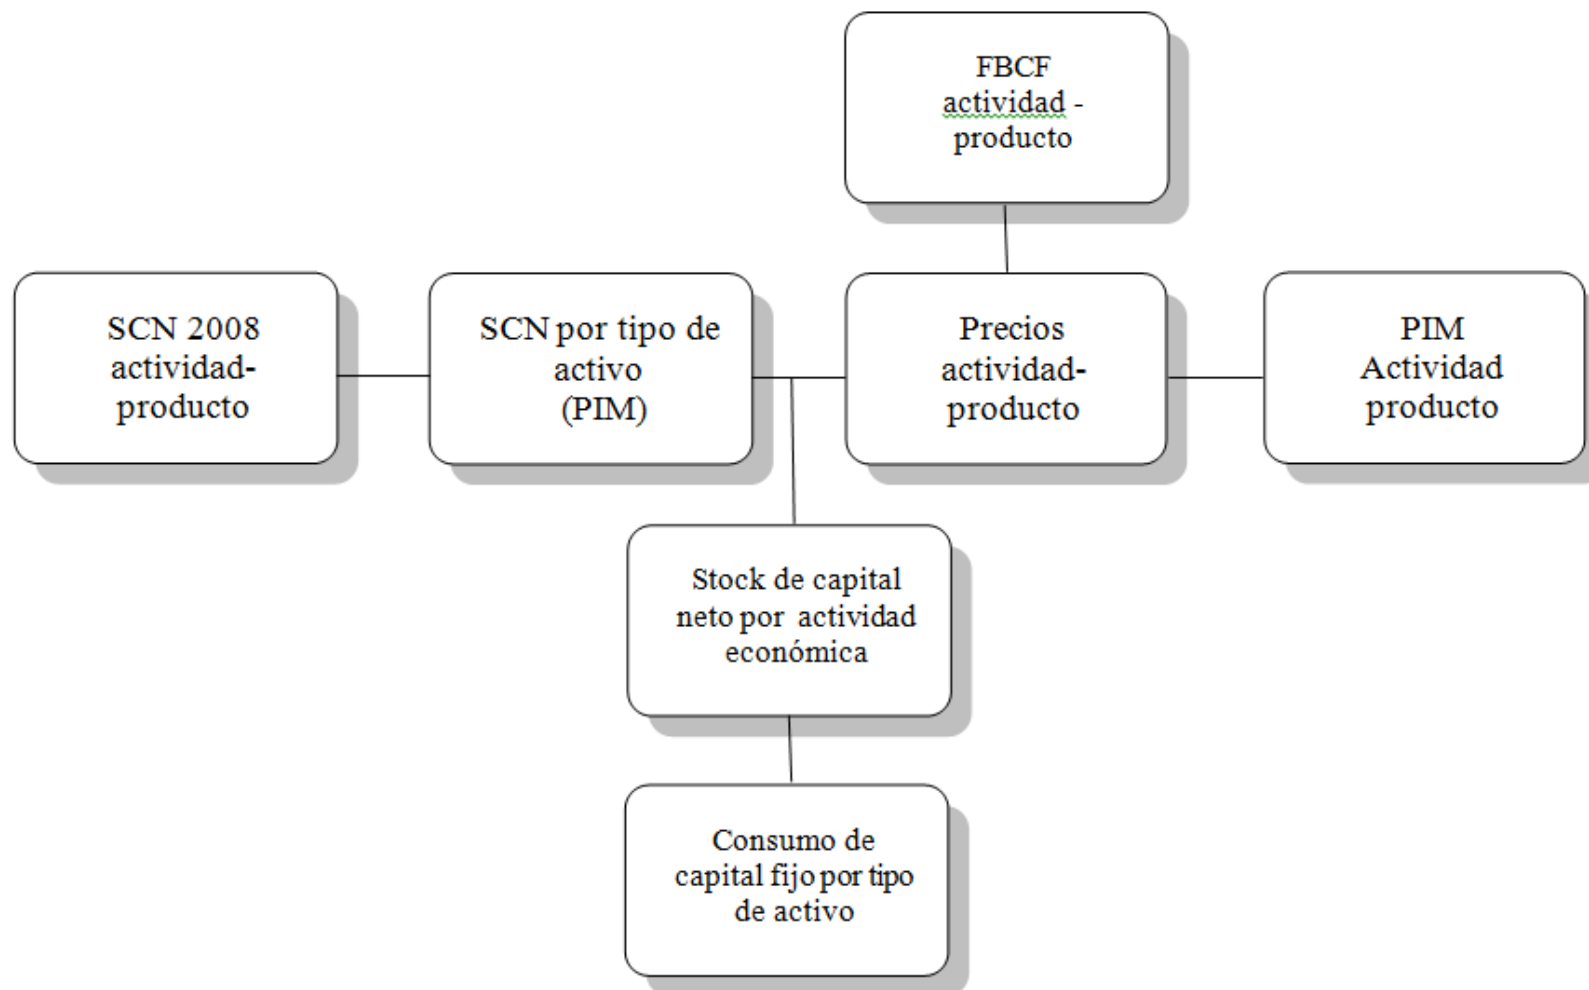 FBCF
actividad -
producto
SCN 2008
actividad-
producto
SCN por tipo de
activo
(PIM)
Precios
actividad-
producto
PIM
Actividad
producto
Stock de capital
neto por actividad
económica
Consumo de
capital fijo por tipo
de activo